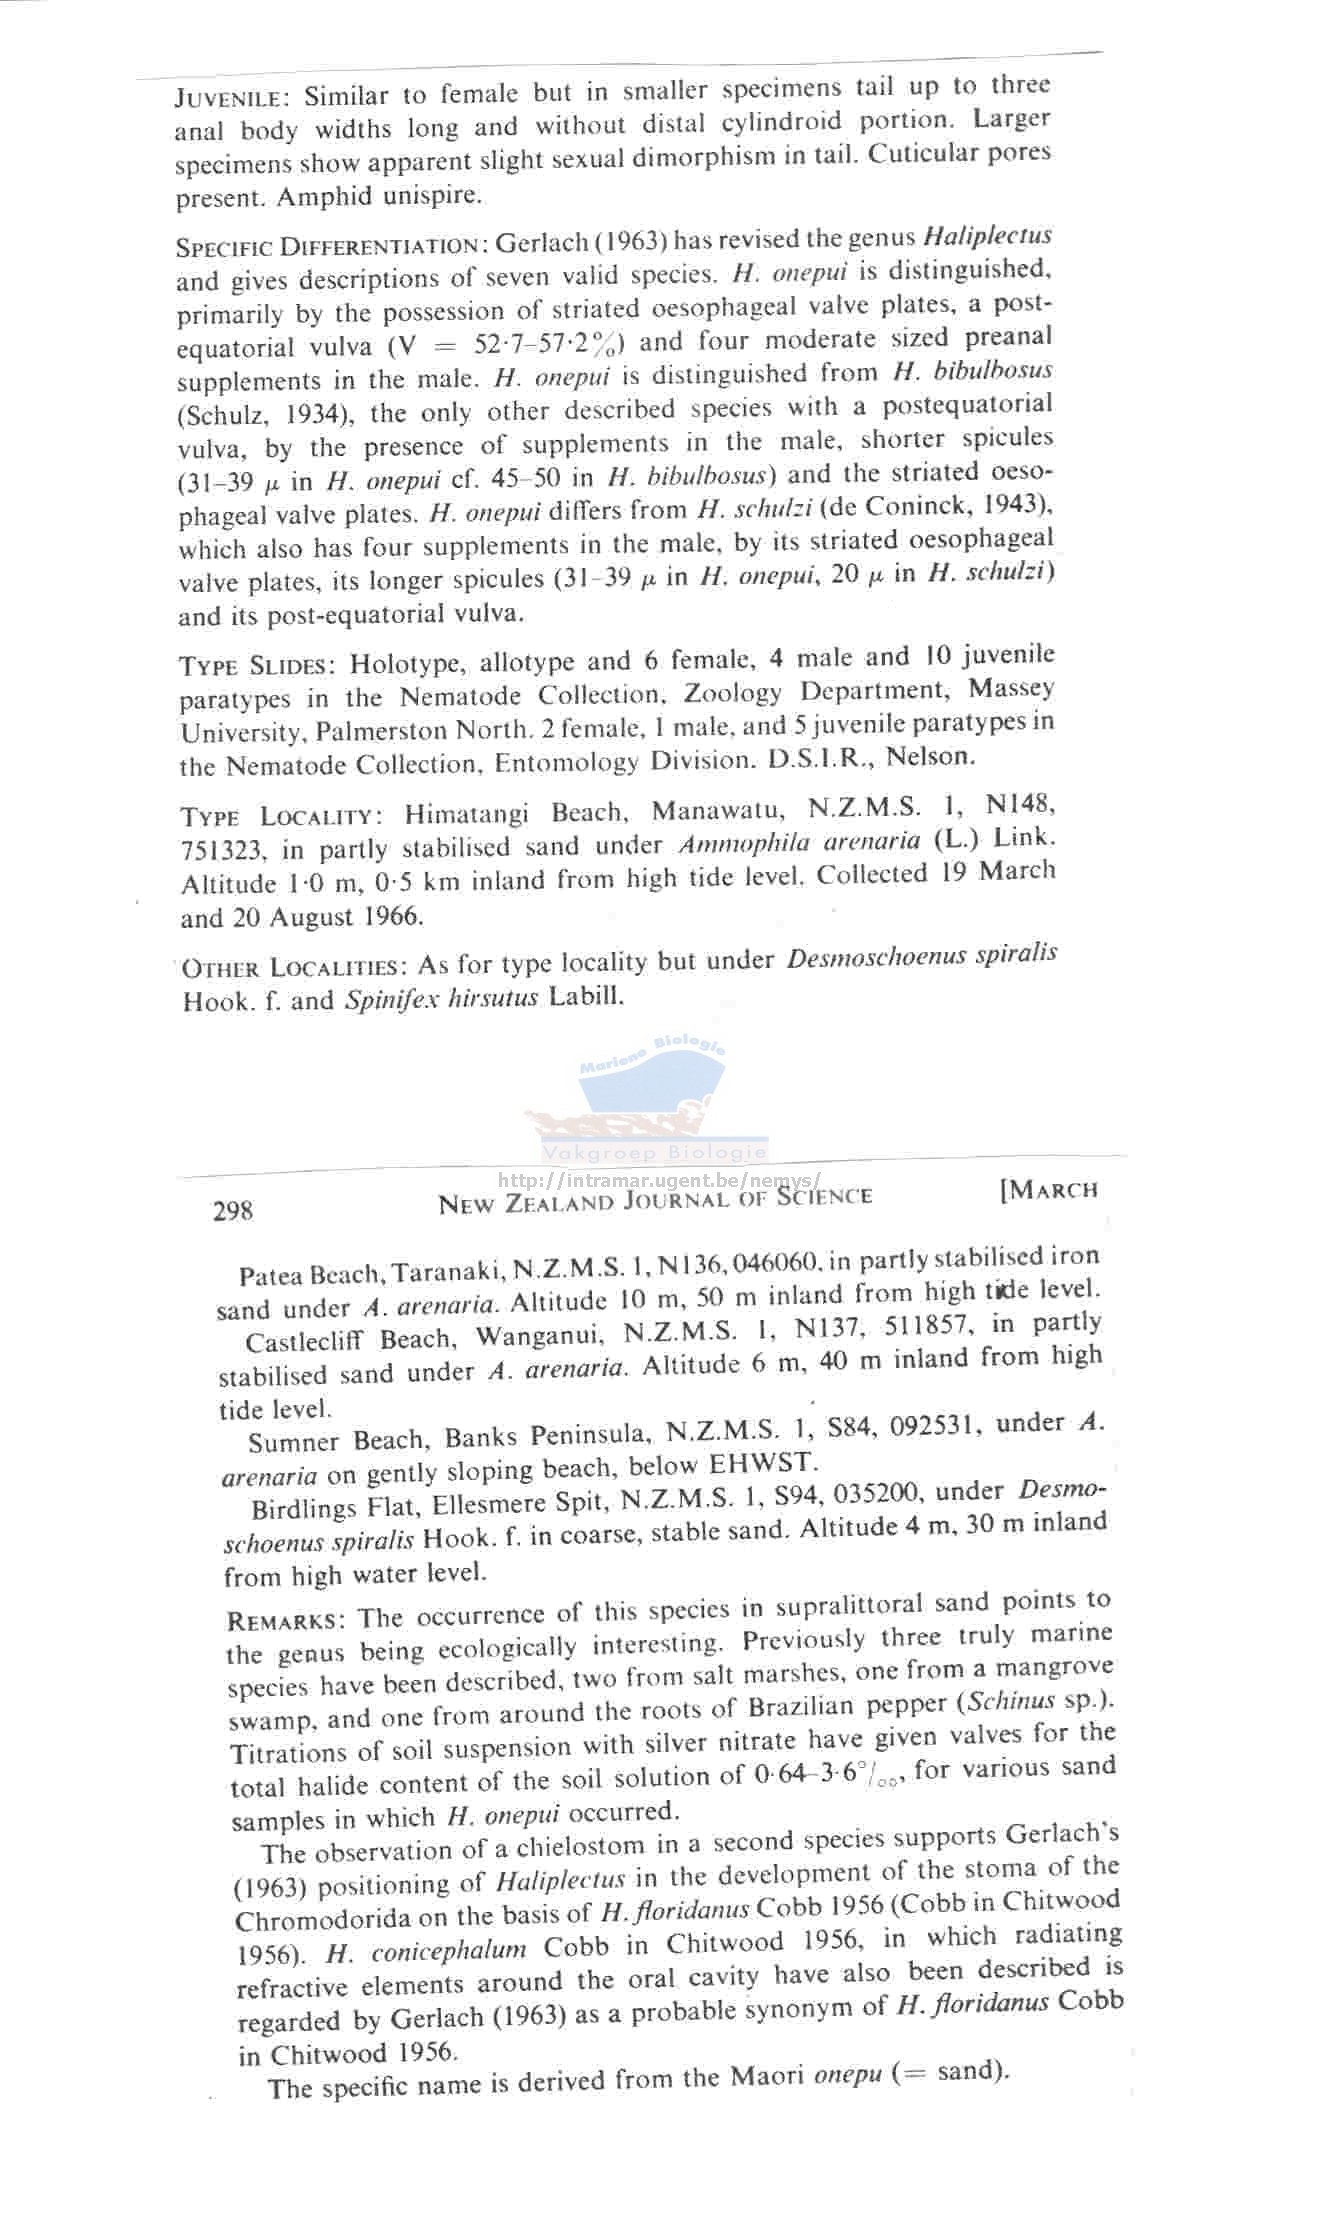 JUVENILE: Similar to female but in smaller specimens tail up to three
anal body widths long and without distal cylindroid portion. Larger
specimens show apparent slight sexual dimorphism in tail. Cuticular pores
present. Amphid unispire.
SPECIFIC DIFFERENTIATION: Gerlach (1963) has revised the genus Haliplectus
and gives descriptions of seven valid species. H. onepui is distinguished,
primarily by the possession of striated oesophageal valve plates, a post-
equatorial vulva (V = 52·7–57·2%) and four moderate sized preanal
supplements in the male. H. onepui is distinguished from H. bibulbosus
(Schulz, 1934), the only other described species with a postequatorial
vulva, by the presence of supplements in the male, shorter spicules
(31–39 μ in H. onepui cf. 45–50 in H. bibulbosus) and the striated oeso-
phageal valve plates. H. onepui differs from H. schulzi (de Coninck, 1943),
which also has four supplements in the male, by its striated oesophageal
valve plates, its longer spicules (31–39 μ in H. onepui, 20 μ in H. schulzi)
and its post-equatorial vulva.
TYPE SLIDES: Holotype, allotype and 6 female, 4 male and 10 juvenile
paratypes in the Nematode Collection, Zoology Department, Massey
University, Palmerston North. 2 female, 1 male, and 5 juvenile paratypes in
the Nematode Collection, Entomology Division. D.S.I.R., Nelson.
TYPE LOCALITY: Himatangi Beach, Manawatu, N.Z.M.S. 1, N148,
751323, in partly stabilised sand under Ammophila arenaria (L.) Link.
Altitude 1·0 m, 0·5 km inland from high tide level. Collected 19 March
and 20 August 1966.
OTHER LOCALITIES: As for type locality but under Desmoschoenus spiralis
Hook. f. and Spinifex hirsutus Labill.
Mariene Biologie
Vakgroep Biologie
http://intramar.ugent.be/nemys/
298 NEW ZEALAND JOURNAL OF SCIENCE [MARCH
Patea Beach, Taranaki, N.Z.M.S. 1, N136, 046060, in partly stabilised iron
sand under A. arenaria. Altitude 10 m, 50 m inland from high tide level.
Castlecliff Beach, Wanganui, N.Z.M.S. 1, N137, 511857, in partly
stabilised sand under A. arenaria. Altitude 6 m, 40 m inland from high
tide level.
Sumner Beach, Banks Peninsula, N.Z.M.S. 1, S84, 092531, under A.
arenaria on gently sloping beach, below EHWST.
Birdlings Flat, Ellesmere Spit, N.Z.M.S. 1, S94, 035200, under Desmo-
schoenus spiralis Hook. f. in coarse, stable sand. Altitude 4 m, 30 m inland
from high water level.
REMARKS: The occurrence of this species in supralittoral sand points to
the genus being ecologically interesting. Previously three truly marine
species have been described, two from salt marshes, one from a mangrove
swamp, and one from around the roots of Brazilian pepper (Schinus sp.).
Titrations of soil suspension with silver nitrate have given valves for the
total halide content of the soil solution of 0·64–3·6°/₀₀, for various sand
samples in which H. onepui occurred.
The observation of a chielostom in a second species supports Gerlach's
(1963) positioning of Haliplectus in the development of the stoma of the
Chromodorida on the basis of H. floridanus Cobb 1956 (Cobb in Chitwood
1956). H. conicephalum Cobb in Chitwood 1956, in which radiating
refractive elements around the oral cavity have also been described is
regarded by Gerlach (1963) as a probable synonym of H. floridanus Cobb
in Chitwood 1956.
The specific name is derived from the Maori onepu (= sand).